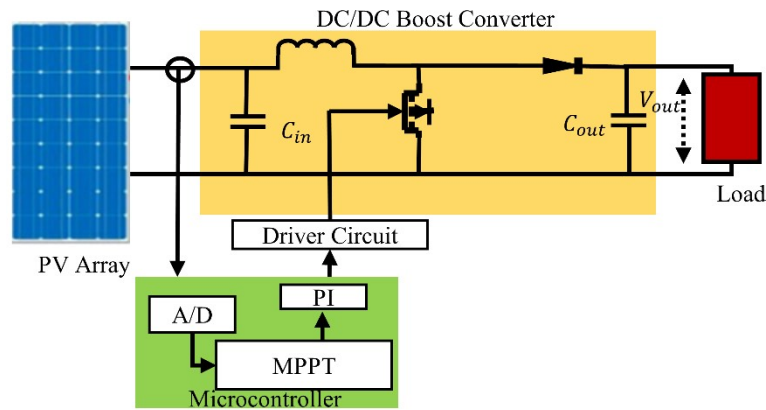 DC/DC Boost Converter
C_in
C_out
V_out
Load
PV Array
Driver Circuit
PI
A/D
MPPT
Microcontroller